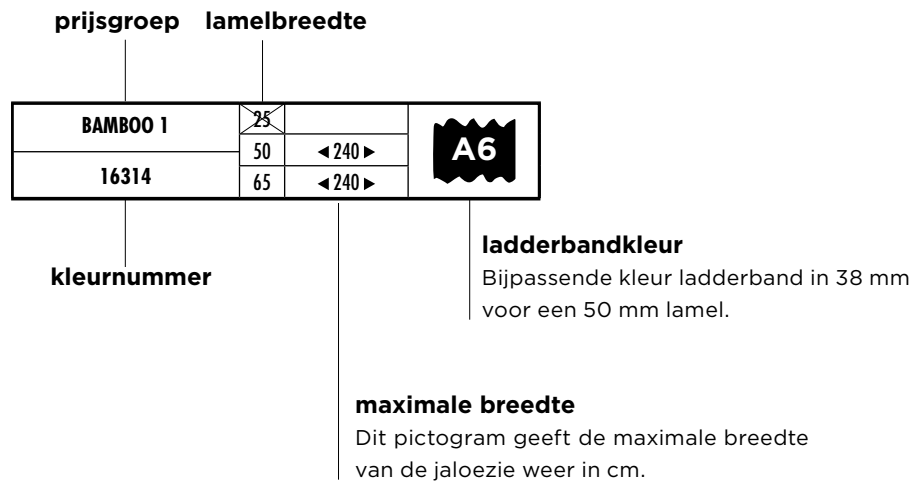 prijsgroep lamelbreedte
BAMBOO 1 25
50 ◄ 240 ►
A6
16314 65 ◄ 240 ►
kleurnummer
ladderbandkleur
Bijpassende kleur ladderband in 38 mm
voor een 50 mm lamel.
maximale breedte
Dit pictogram geeft de maximale breedte
van de jaloezie weer in cm.